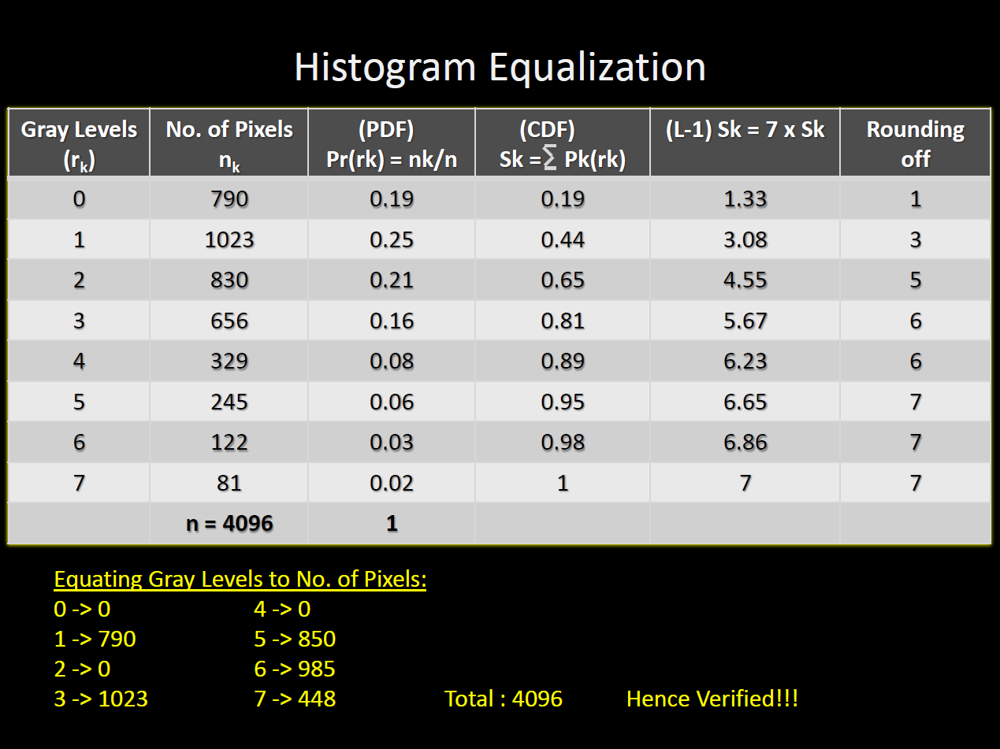 Histogram Equalization
Gray Levels (rk) No. of Pixels nk (PDF) Pr(rk) = nk/n (CDF) Sk =∑ Pk(rk) (L-1) Sk = 7 x Sk Rounding off
0 790 0.19 0.19 1.33 1
1 1023 0.25 0.44 3.08 3
2 830 0.21 0.65 4.55 5
3 656 0.16 0.81 5.67 6
4 329 0.08 0.89 6.23 6
5 245 0.06 0.95 6.65 7
6 122 0.03 0.98 6.86 7
7 81 0.02 1 7 7
n = 4096 1
Equating Gray Levels to No. of Pixels:
0 -> 0 4 -> 0
1 -> 790 5 -> 850
2 -> 0 6 -> 985
3 -> 1023 7 -> 448 Total : 4096 Hence Verified!!!